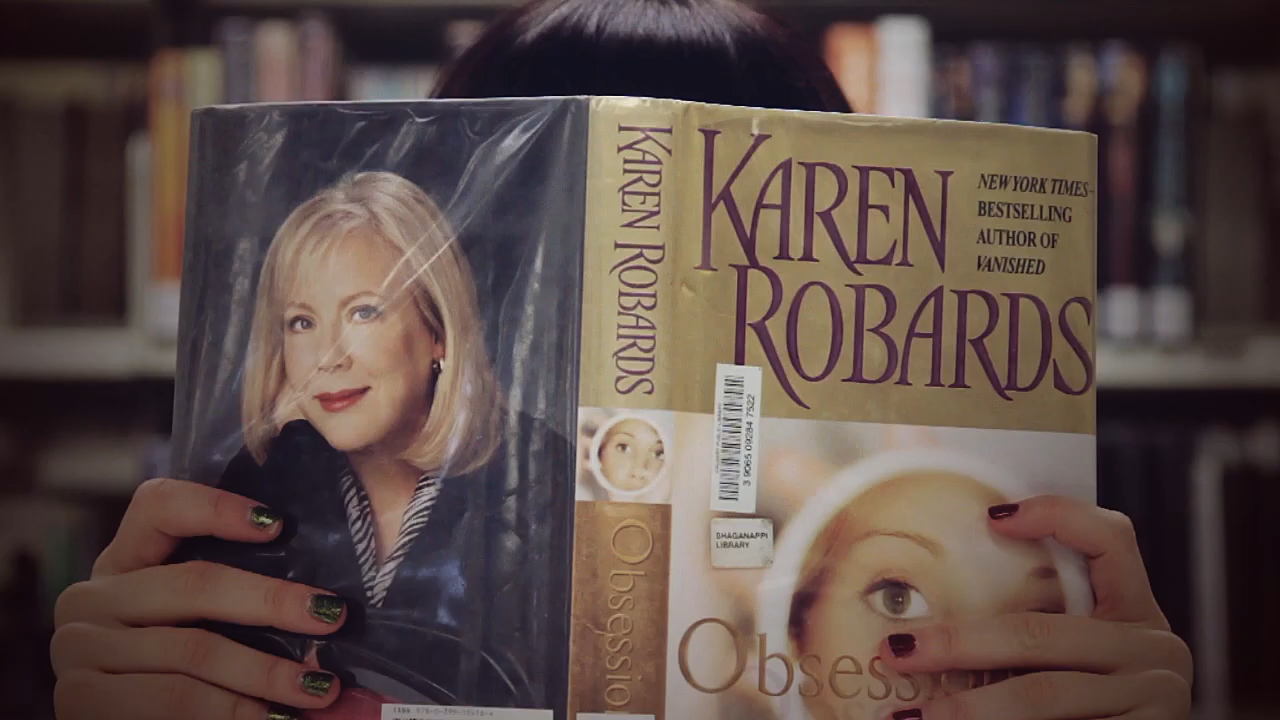 KAREN ROBARDS
Obsessio
KAREN
ROBARDS
NEW YORK TIMES-
BESTSELLING
AUTHOR OF
VANISHED
3 9065 09284 7522
SHAGANAPPI
LIBRARY
Obsess